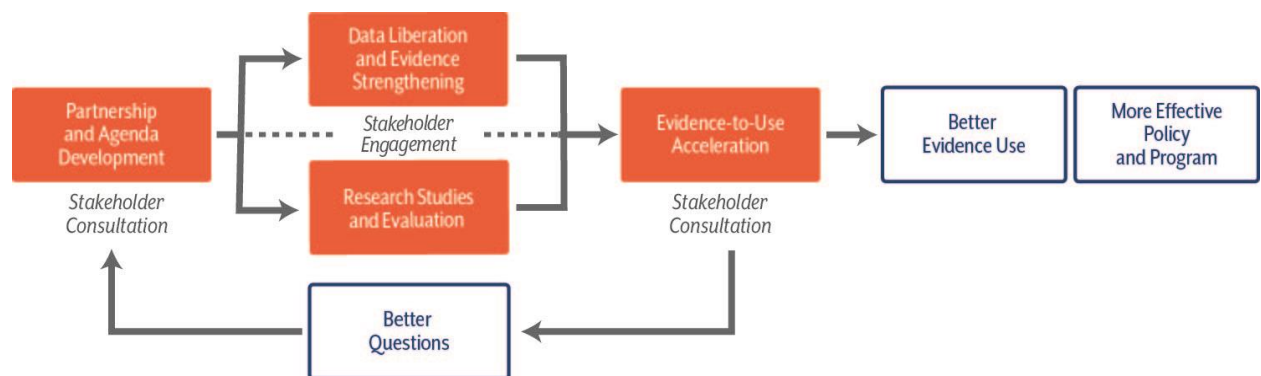 Partnership
and Agenda
Development
Stakeholder
Consultation
Data Liberation
and Evidence
Strengthening
Stakeholder
Engagement
Research Studies
and Evaluation
Evidence-to-Use
Acceleration
Stakeholder
Consultation
Better
Evidence Use
More Effective
Policy
and Program
Better
Questions